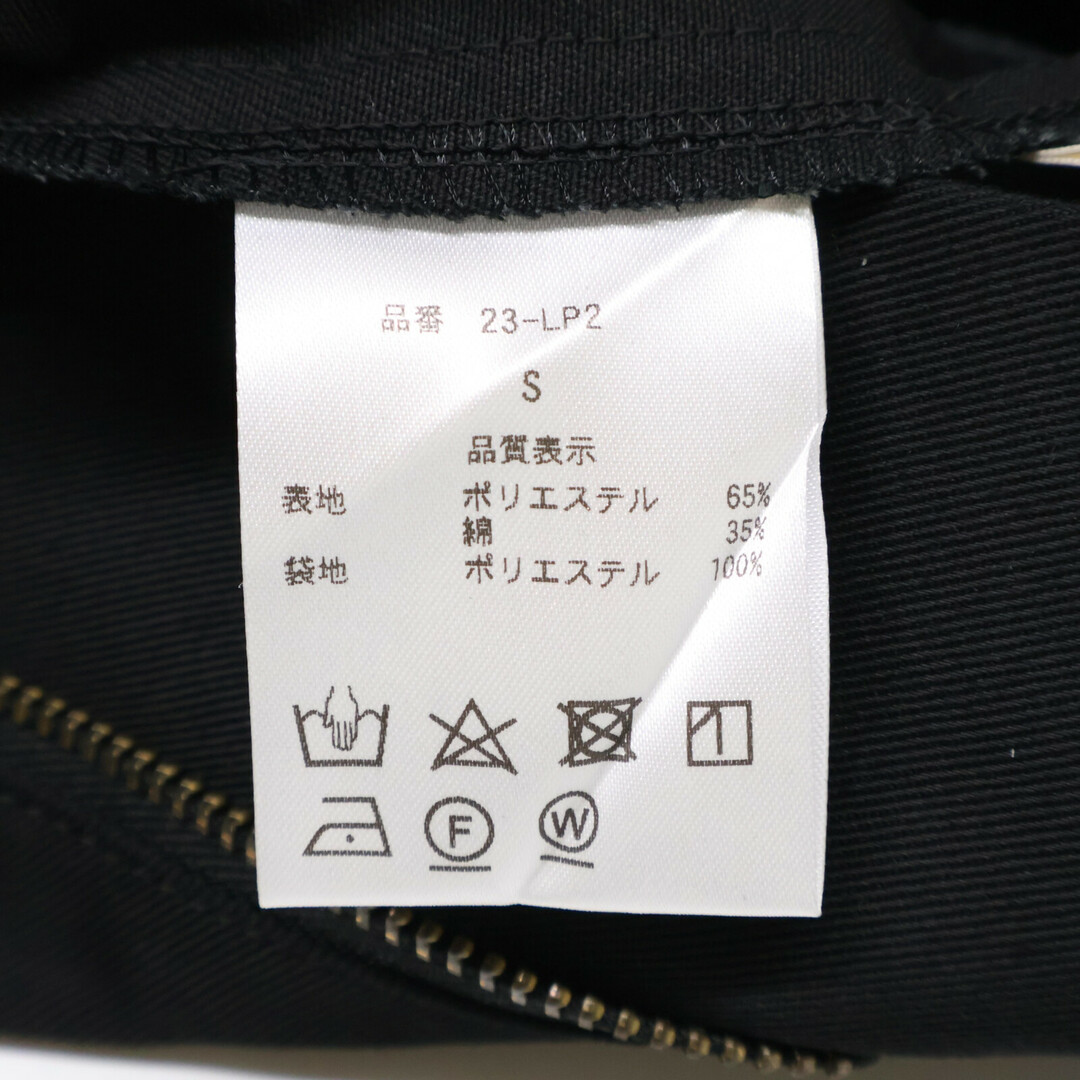 品番 23-LP2
S
品質表示
表地 ポリエステル 65%
綿 35%
袋地 ポリエステル 100%
F W